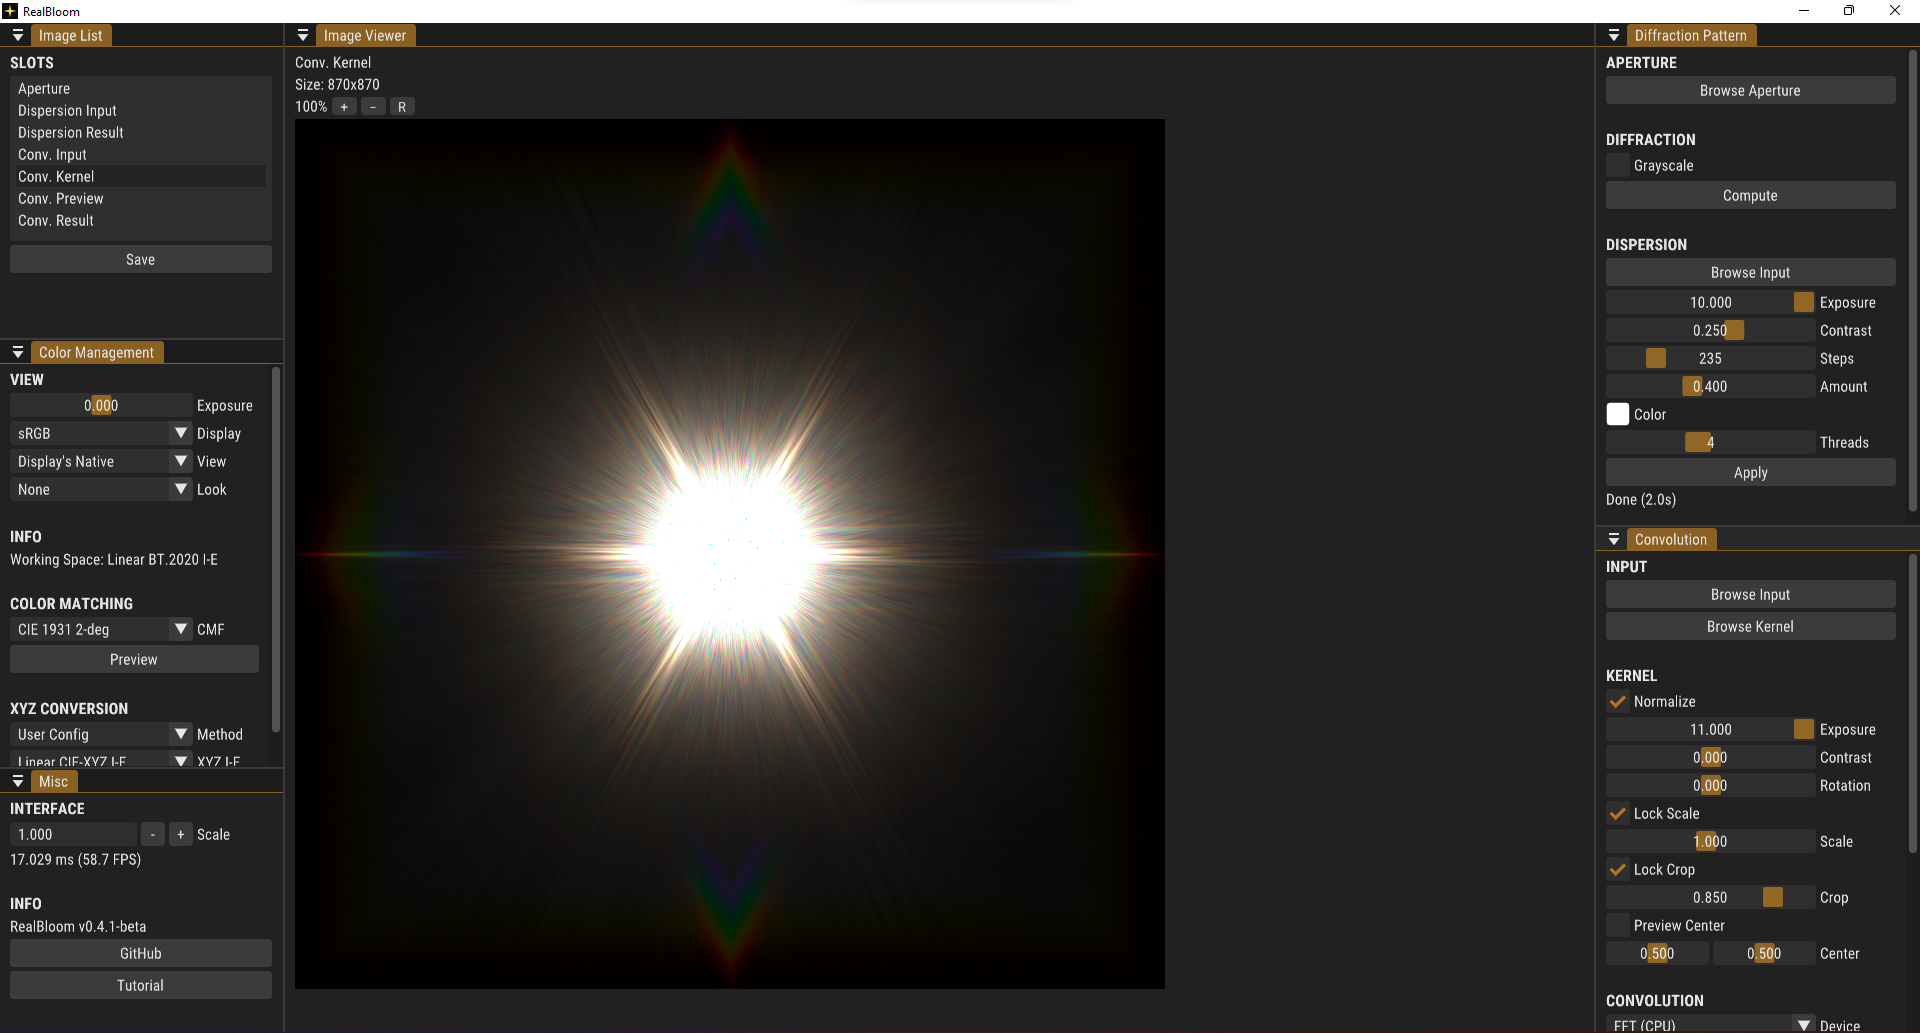 RealBloom
Image List
SLOTS
Aperture
Dispersion Input
Dispersion Result
Conv. Input
Conv. Kernel
Conv. Preview
Conv. Result
Save
Color Management
VIEW
0.000 Exposure
sRGB Display
Display's Native View
None Look
INFO
Working Space: Linear BT.2020 I-E
COLOR MATCHING
CIE 1931 2-deg CMF
Preview
XYZ CONVERSION
User Config Method
Linear CIE-XYZ I-E XYZ I-E
Misc
INTERFACE
1.000 - + Scale
17.029 ms (58.7 FPS)
INFO
RealBloom v0.4.1-beta
GitHub
Tutorial
Image Viewer
Conv. Kernel
Size: 870x870
100% + - R
Diffraction Pattern
APERTURE
Browse Aperture
DIFFRACTION
Grayscale
Compute
DISPERSION
Browse Input
10.000 Exposure
0.250 Contrast
235 Steps
0.400 Amount
Color
4 Threads
Apply
Done (2.0s)
Convolution
INPUT
Browse Input
Browse Kernel
KERNEL
Normalize
11.000 Exposure
0.000 Contrast
0.000 Rotation
Lock Scale
1.000 Scale
Lock Crop
0.850 Crop
Preview Center
0.500 0.500 Center
CONVOLUTION
FFT (CPU) Device